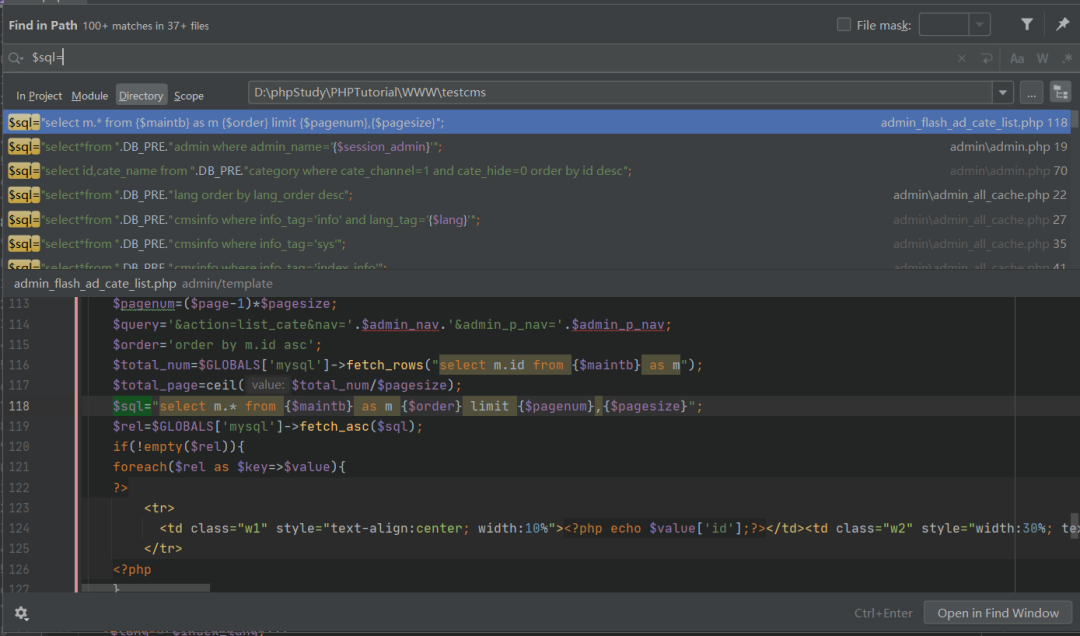 Find in Path 100+ matches in 37+ files File mask:
$sql=
Aa W .*
In Project Module Directory Scope D:\phpStudy\PHPTutorial\WWW\testcms ...
$sql="select m.* from {$maintb} as m {$order} limit {$pagenum},{$pagesize}"; admin_flash_ad_cate_list.php 118
$sql="select*from ".DB_PRE."admin where admin_name='{$session_admin}'"; admin\admin.php 19
$sql="select id,cate_name from ".DB_PRE."category where cate_channel=1 and cate_hide=0 order by id desc"; admin\admin.php 70
$sql="select*from ".DB_PRE."lang order by lang_order desc"; admin\admin_all_cache.php 22
$sql="select*from ".DB_PRE."cmsinfo where info_tag='info' and lang_tag='{$lang}'"; admin\admin_all_cache.php 27
$sql="select*from ".DB_PRE."cmsinfo where info_tag='sys'"; admin\admin_all_cache.php 35
$sql="select*from ".DB_PRE."cmsinfo where info_tag='index_info'"; admin\admin_all_cache.php 41
admin_flash_ad_cate_list.php admin/template
113 $pagenum=($page-1)*$pagesize;
114 $query='&action=list_cate&nav='.$admin_nav.'&admin_p_nav='.$admin_p_nav;
115 $order='order by m.id asc';
116 $total_num=$GLOBALS['mysql']->fetch_rows("select m.id from {$maintb} as m");
117 $total_page=ceil( value: $total_num/$pagesize);
118 $sql="select m.* from {$maintb} as m {$order} limit {$pagenum},{$pagesize}";
119 $rel=$GLOBALS['mysql']->fetch_asc($sql);
120 if(!empty($rel)){
121 foreach($rel as $key=>$value){
122 ?>
123 <tr>
124 <td class="w1" style="text-align:center; width:10%"><?php echo $value['id'];?></td><td class="w2" style="width:30%; te
125 </tr>
126 <?php
127 }
Ctrl+Enter Open in Find Window